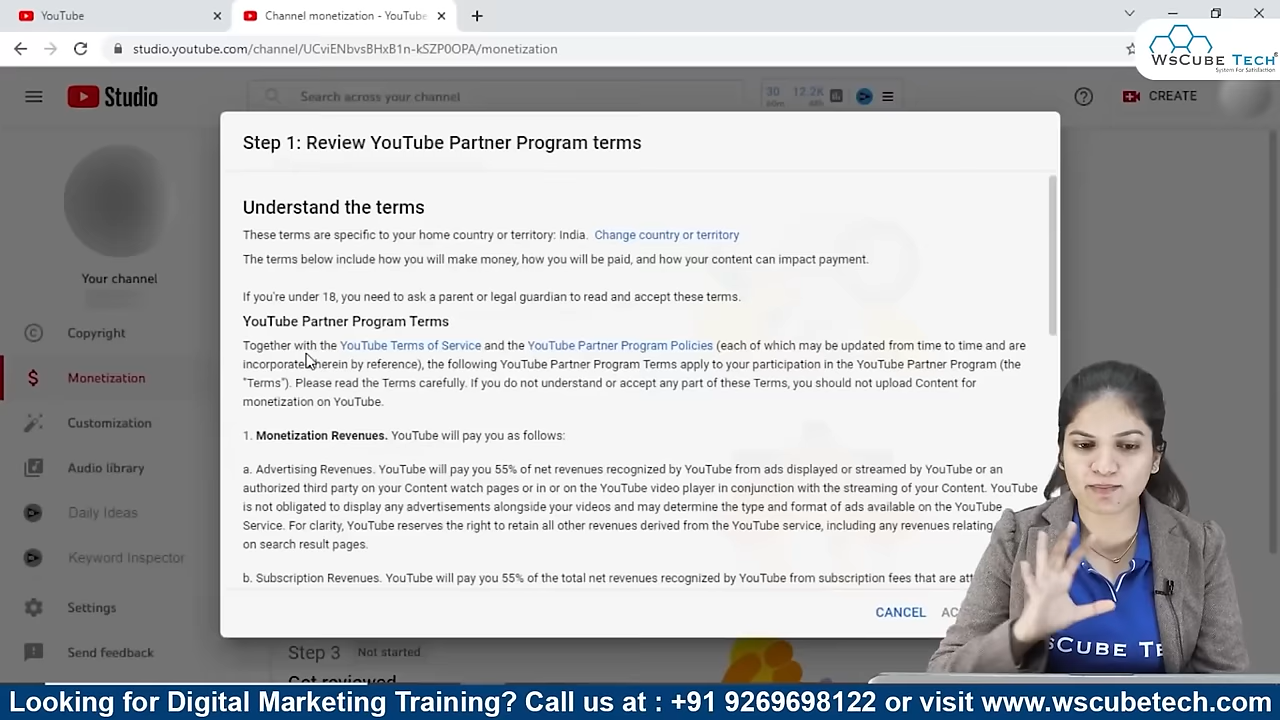 YouTube
Channel monetization - YouTube
studio.youtube.com/channel/UCviENbvsBHxB1n-kSZP0OPA/monetization
WSCUBE TECH
System For Satisfaction
Studio
Search across your channel
30 12.2K
60m 48h
CREATE
Step 1: Review YouTube Partner Program terms
Understand the terms
These terms are specific to your home country or territory: India. Change country or territory
The terms below include how you will make money, how you will be paid, and how your content can impact payment.
Your channel
If you're under 18, you need to ask a parent or legal guardian to read and accept these terms.
YouTube Partner Program Terms
Copyright
Together with the YouTube Terms of Service and the YouTube Partner Program Policies (each of which may be updated from time to time and are
incorporated herein by reference), the following YouTube Partner Program Terms apply to your participation in the YouTube Partner Program (the
Monetization
"Terms"). Please read the Terms carefully. If you do not understand or accept any part of these Terms, you should not upload Content for
monetization on YouTube.
Customization
1. Monetization Revenues. YouTube will pay you as follows:
Audio library
a. Advertising Revenues. YouTube will pay you 55% of net revenues recognized by YouTube from ads displayed or streamed by YouTube or an
authorized third party on your Content watch pages or in or on the YouTube video player in conjunction with the streaming of your Content. YouTube
is not obligated to display any advertisements alongside your videos and may determine the type and format of ads available on the YouTube
Daily Ideas
Service. For clarity, YouTube reserves the right to retain all other revenues derived from the YouTube service, including any revenues relating
on search result pages.
Keyword Inspector
b. Subscription Revenues. YouTube will pay you 55% of the total net revenues recognized by YouTube from subscription fees that are
Settings
CANCEL
Send feedback
Step 3 Not started
Get reviewed
WSCUBE TE
Looking for Digital Marketing Training? Call us at : +91 9269698122 or visit www.wscubetech.com